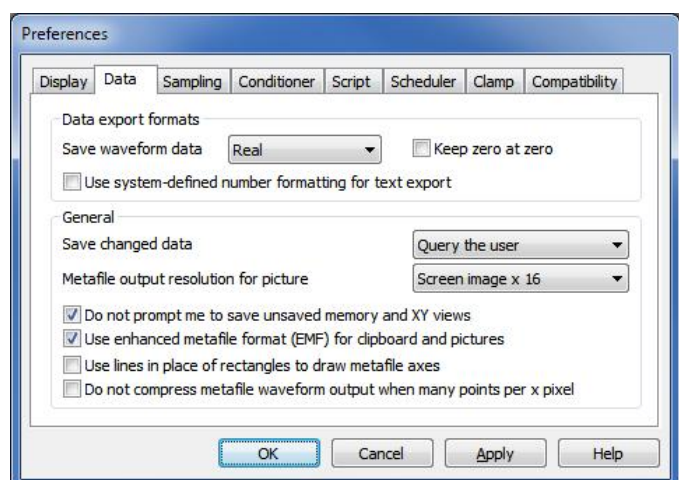 Preferences
Display Data Sampling Conditioner Script Scheduler Clamp Compatibility
Data export formats
Save waveform data Real Keep zero at zero
Use system-defined number formatting for text export
General
Save changed data Query the user
Metafile output resolution for picture Screen image x 16
Do not prompt me to save unsaved memory and XY views
Use enhanced metafile format (EMF) for clipboard and pictures
Use lines in place of rectangles to draw metafile axes
Do not compress metafile waveform output when many points per x pixel
OK Cancel Apply Help